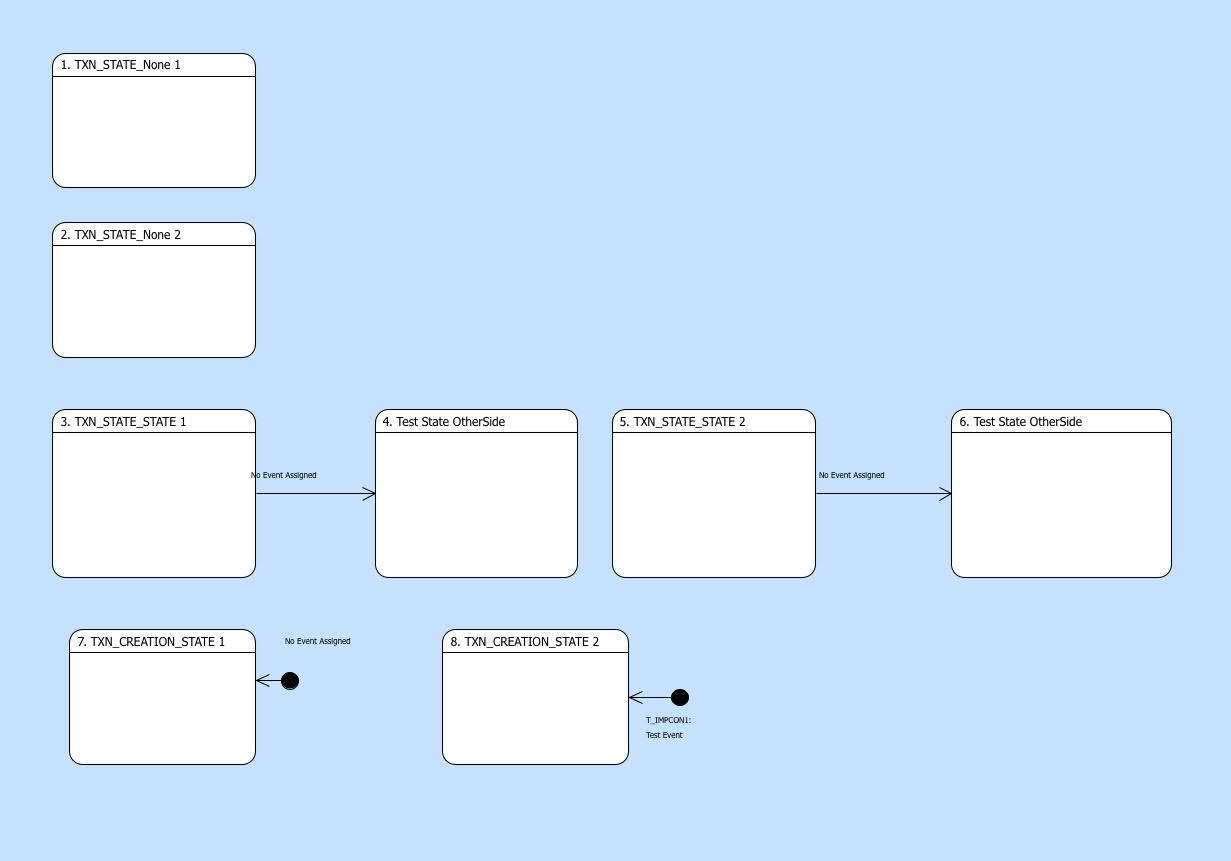 1. TXN_STATE_None 1
2. TXN_STATE_None 2
3. TXN_STATE_STATE 1
4. Test State OtherSide
5. TXN_STATE_STATE 2
6. Test State OtherSide
No Event Assigned
No Event Assigned
7. TXN_CREATION_STATE 1
No Event Assigned
8. TXN_CREATION_STATE 2
T_IMPCON1:
Test Event